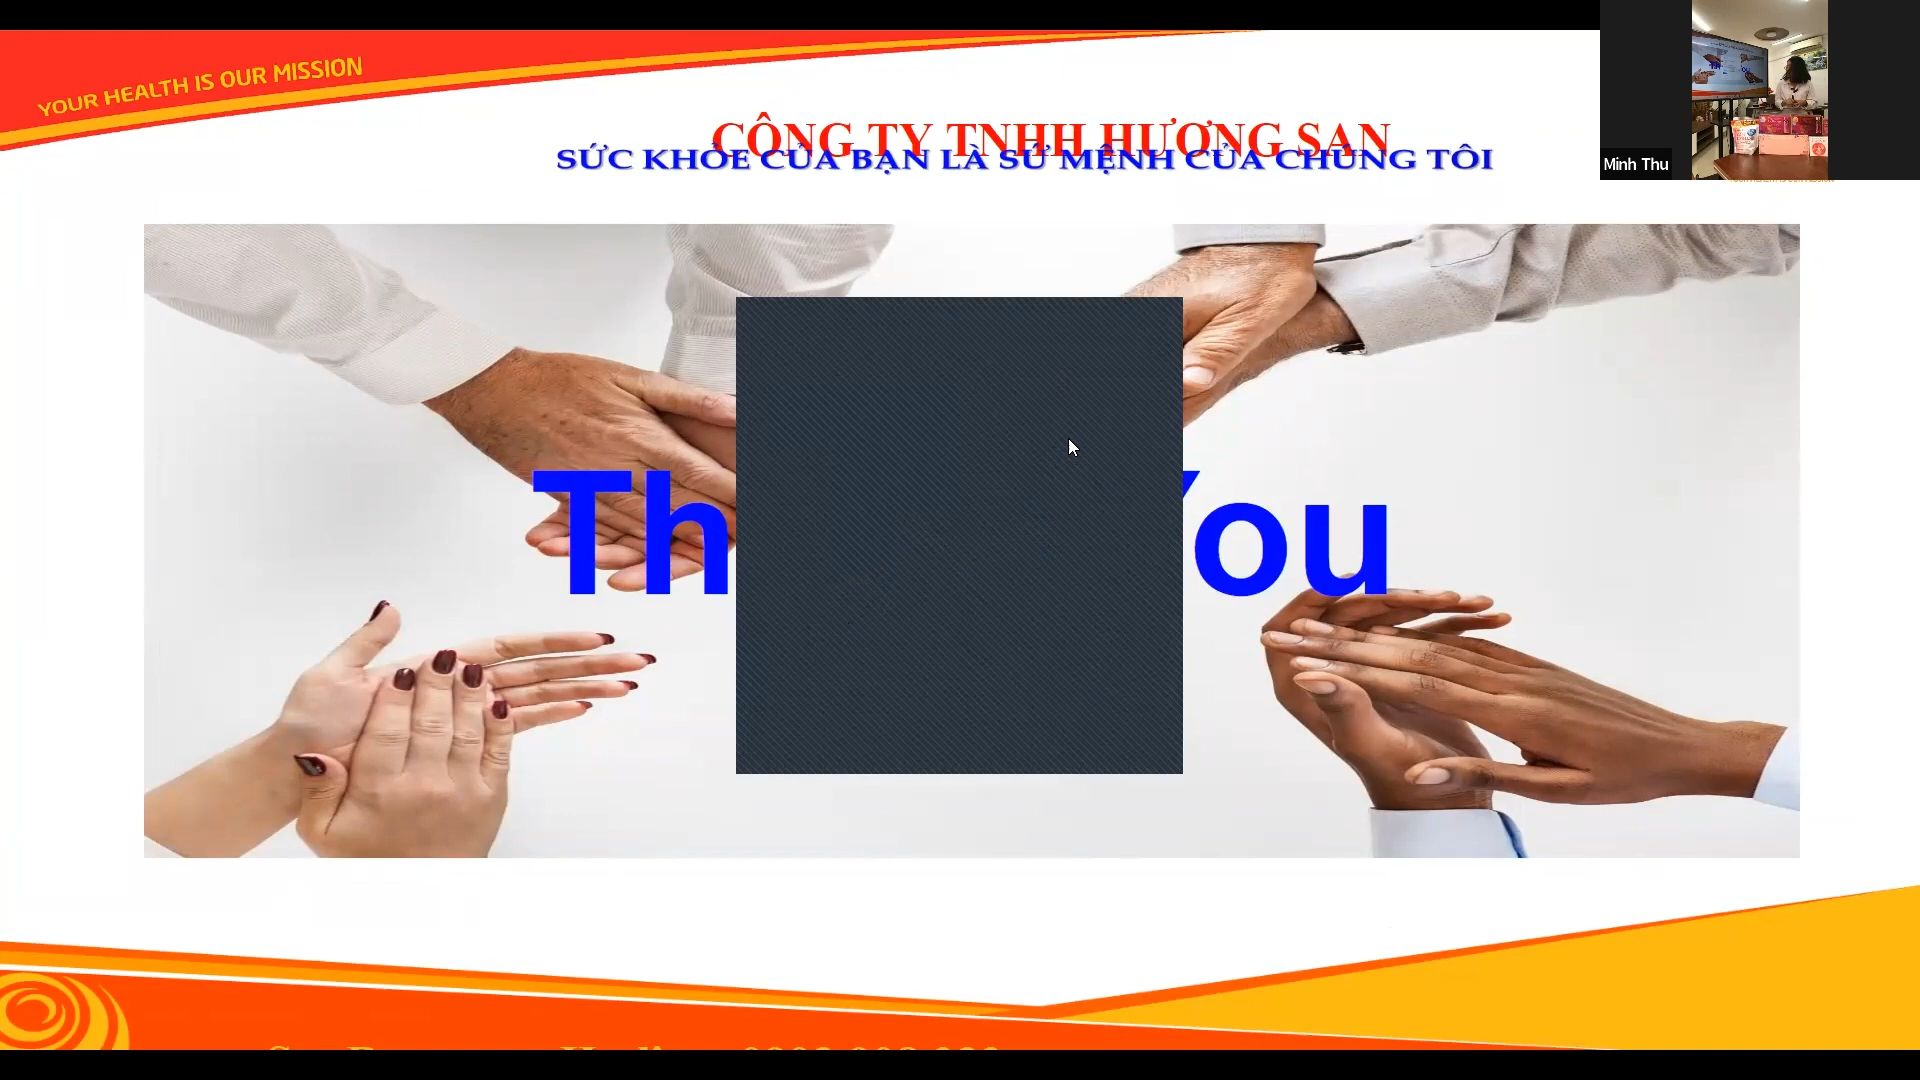 YOUR HEALTH IS OUR MISSION
CÔNG TY TNHH HƯƠNG SAN
SỨC KHỎE CỦA BẠN LÀ SỨ MỆNH CỦA CHÚNG TÔI
Minh Thu
Th
You